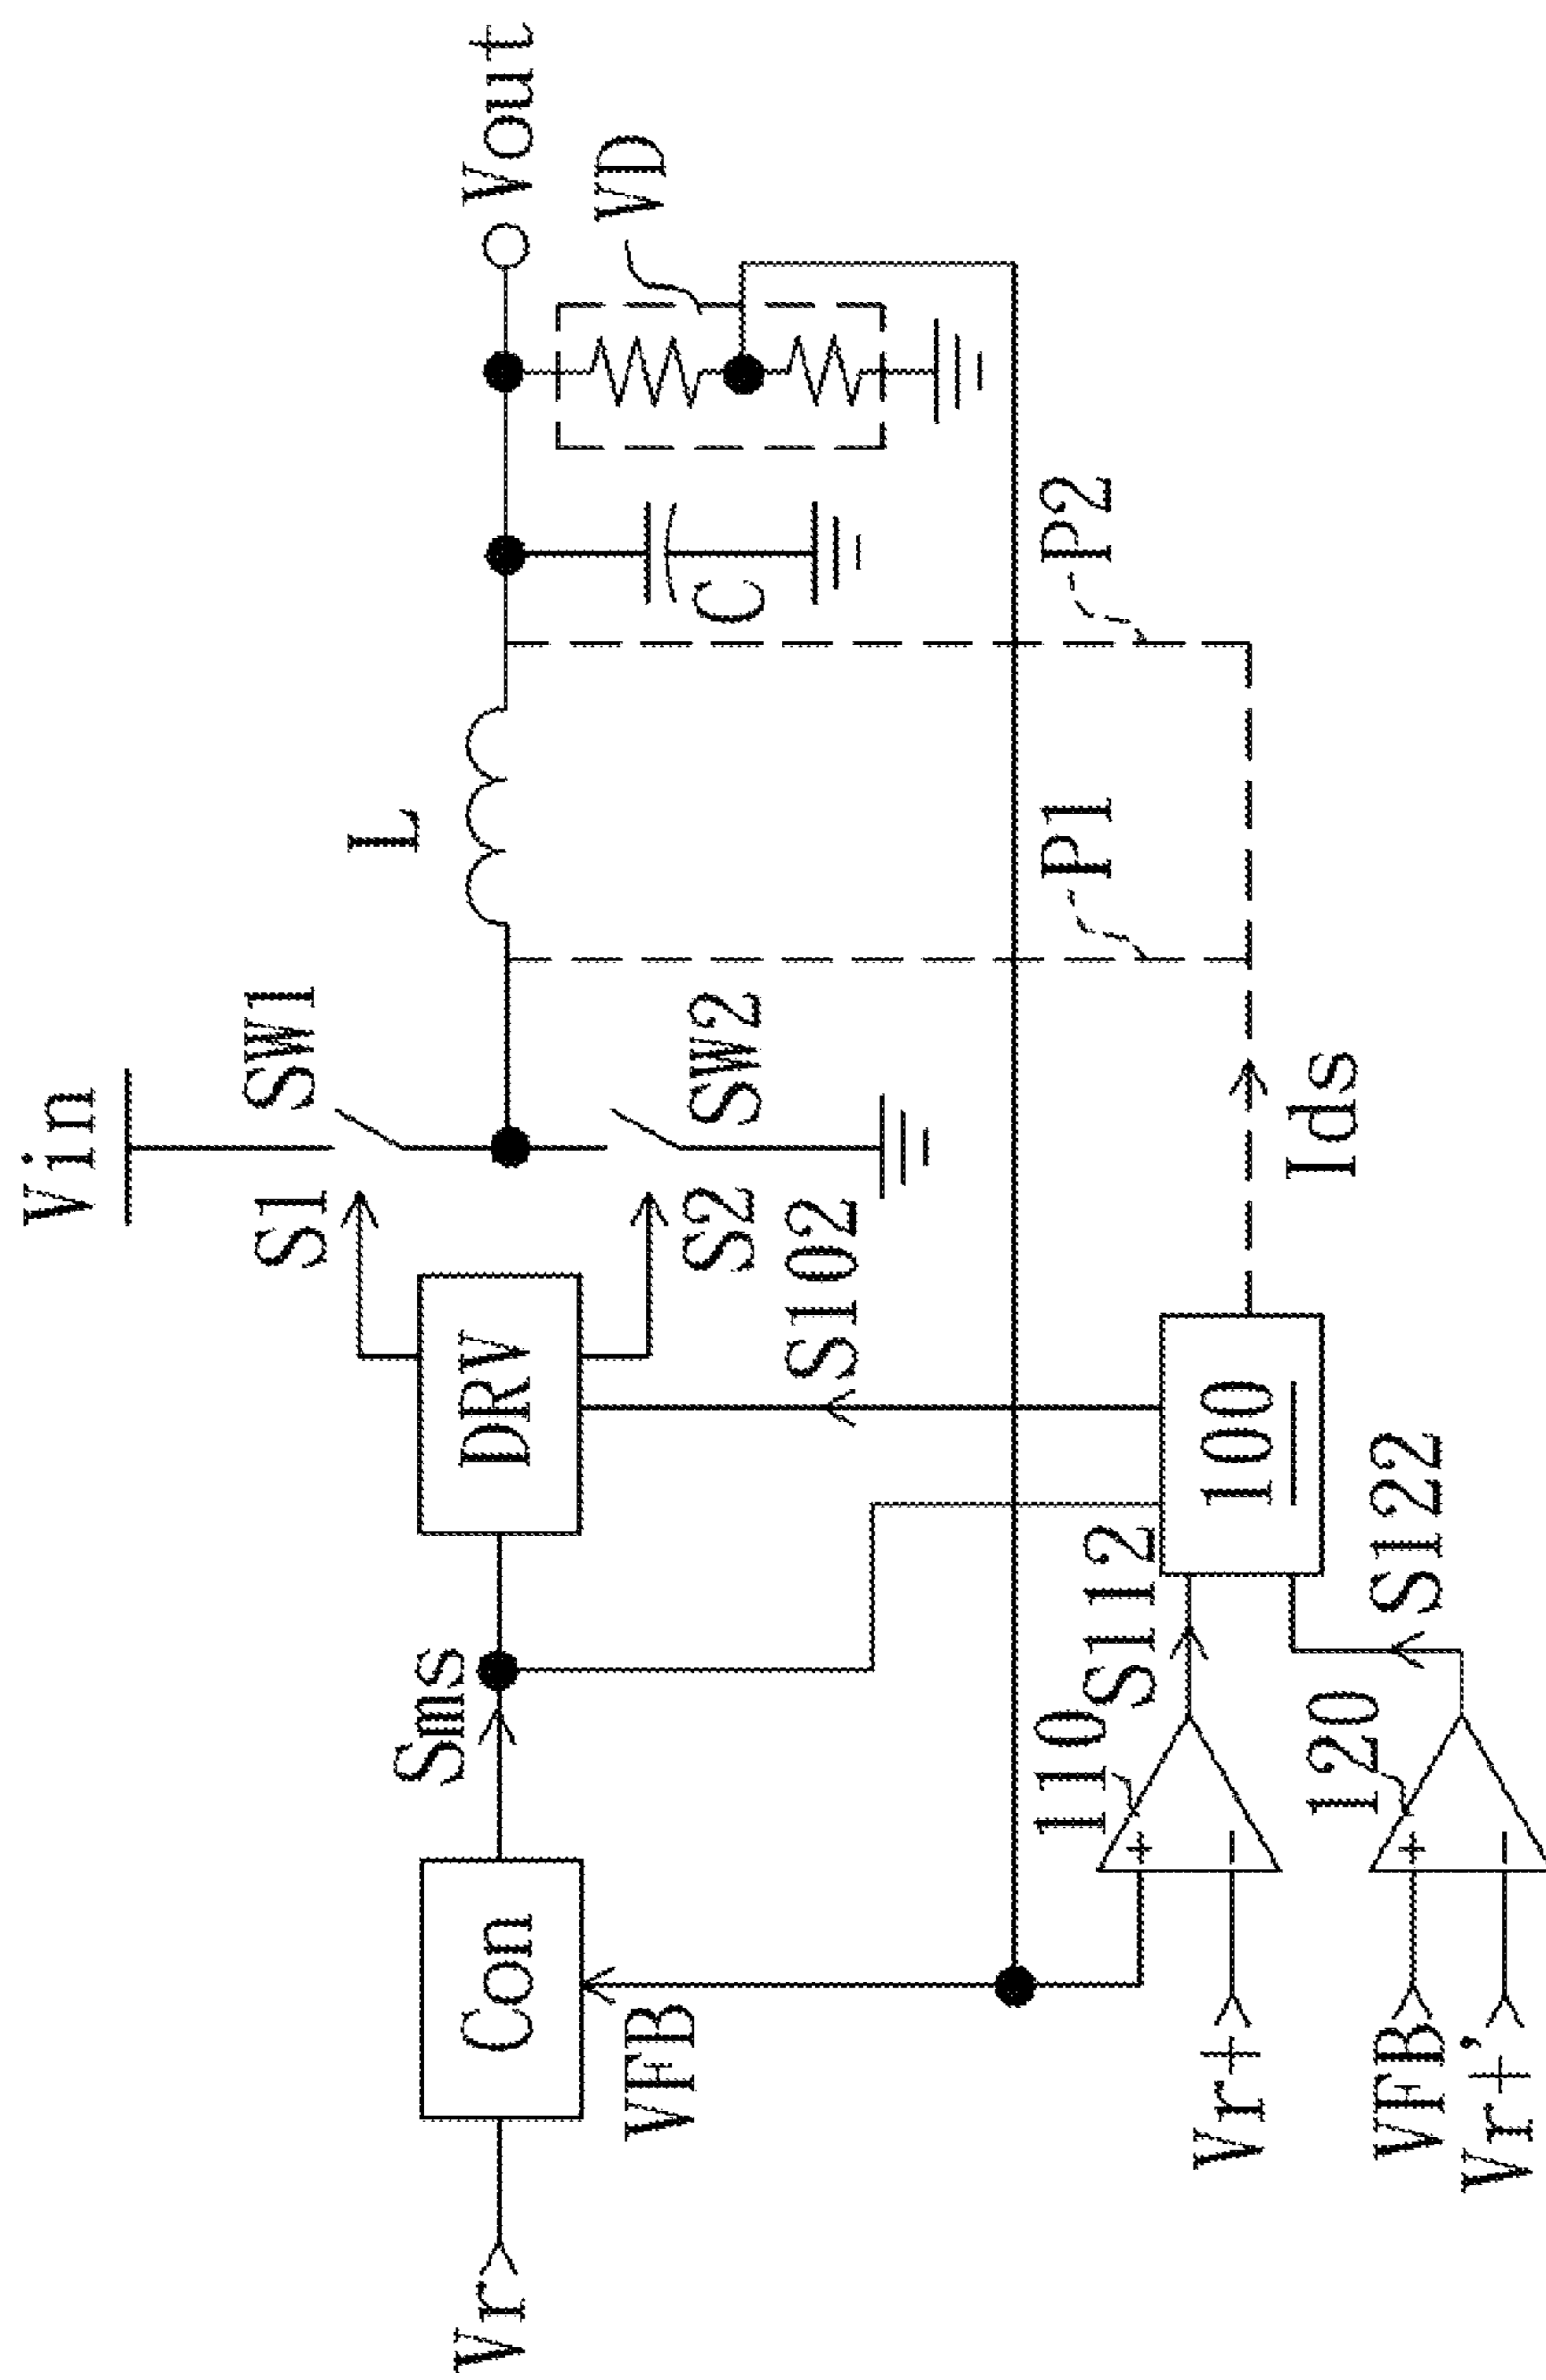 Vin
SW1
S1
L
Vout
Sms
Vr
Con
DRV
VFB
S2
SW2
C
VD
S102
P1
P2
110
S112
100
Ids
Vr+
120
S122
+
−
VFB
Vr+'
+
−